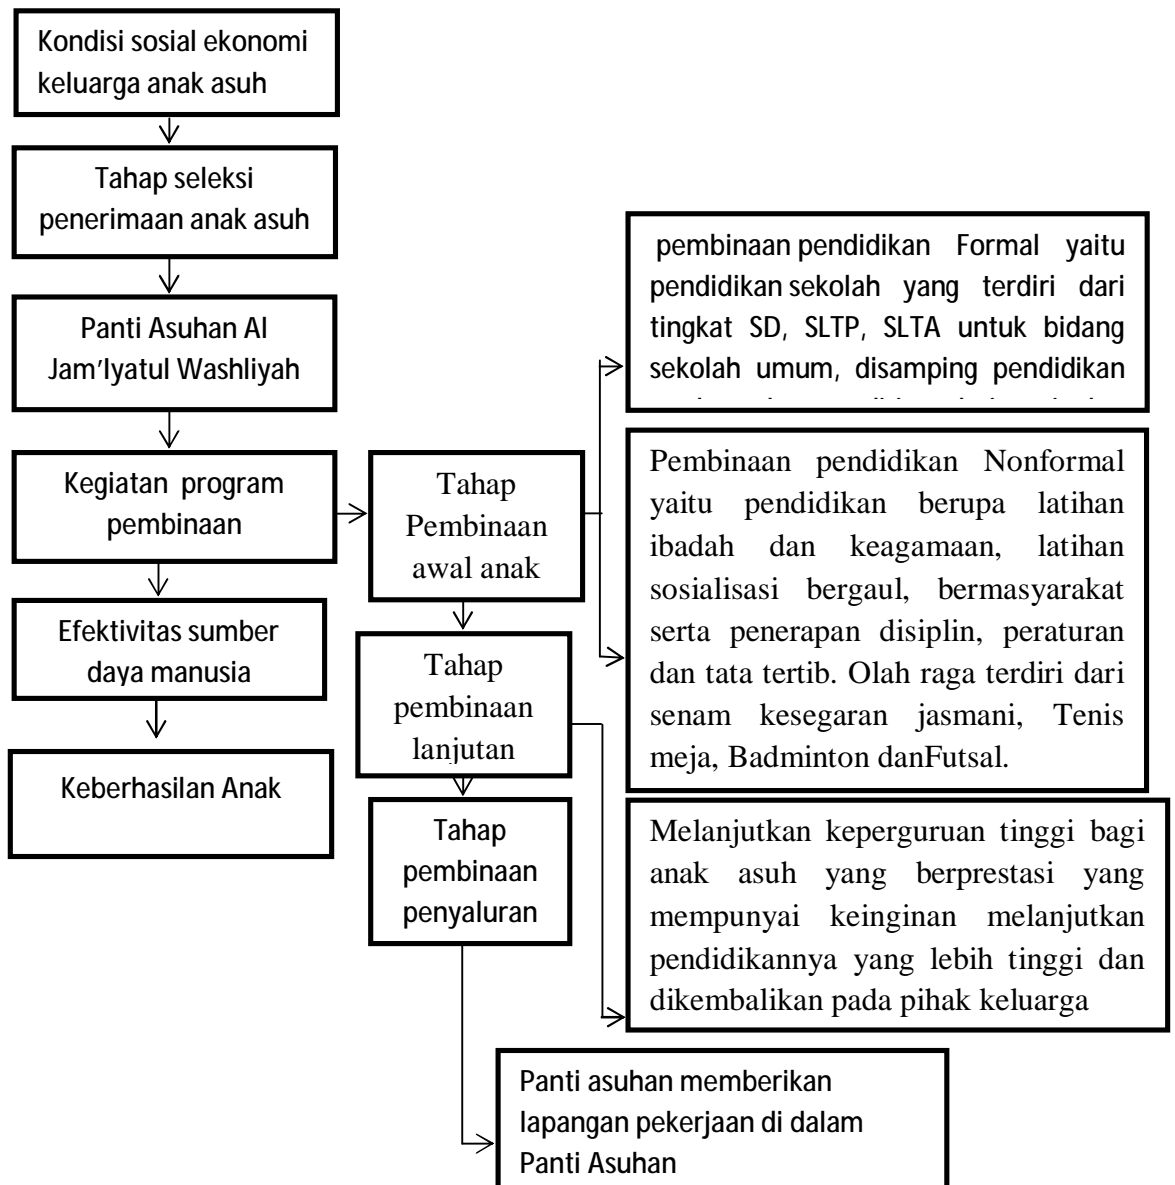 Kondisi sosial ekonomi
keluarga anak asuh
Tahap seleksi
penerimaan anak asuh
Panti Asuhan Al
Jam'Iyatul Washliyah
Kegiatan program
pembinaan
Efektivitas sumber
daya manusia
Keberhasilan Anak
Tahap
Pembinaan
awal anak
Tahap
pembinaan
lanjutan
Tahap
pembinaan
penyaluran
pembinaan pendidikan Formal yaitu
pendidikan sekolah yang terdiri dari
tingkat SD, SLTP, SLTA untuk bidang
sekolah umum, disamping pendidikan
Pembinaan pendidikan Nonformal
yaitu pendidikan berupa latihan
ibadah dan keagamaan, latihan
sosialisasi bergaul, bermasyarakat
serta penerapan disiplin, peraturan
dan tata tertib. Olah raga terdiri dari
senam kesegaran jasmani, Tenis
meja, Badminton danFutsal.
Melanjutkan keperguruan tinggi bagi
anak asuh yang berprestasi yang
mempunyai keinginan melanjutkan
pendidikannya yang lebih tinggi dan
dikembalikan pada pihak keluarga
Panti asuhan memberikan
lapangan pekerjaan di dalam
Panti Asuhan